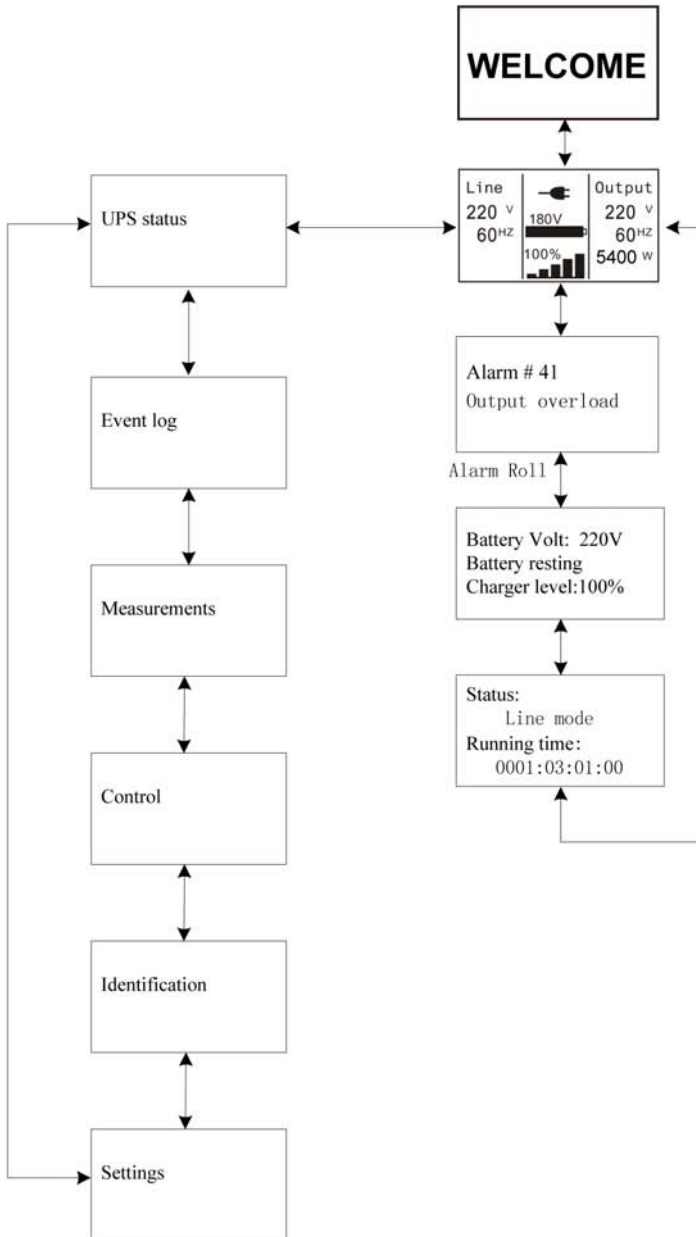 WELCOME
Line
220 V
60HZ
180V
100%
Output
220 V
60HZ
5400 W
UPS status
Event log
Measurements
Control
Identification
Settings
Alarm # 41
Output overload
Alarm Roll
Battery Volt: 220V
Battery resting
Charger level:100%
Status:
Line mode
Running time:
0001:03:01:00